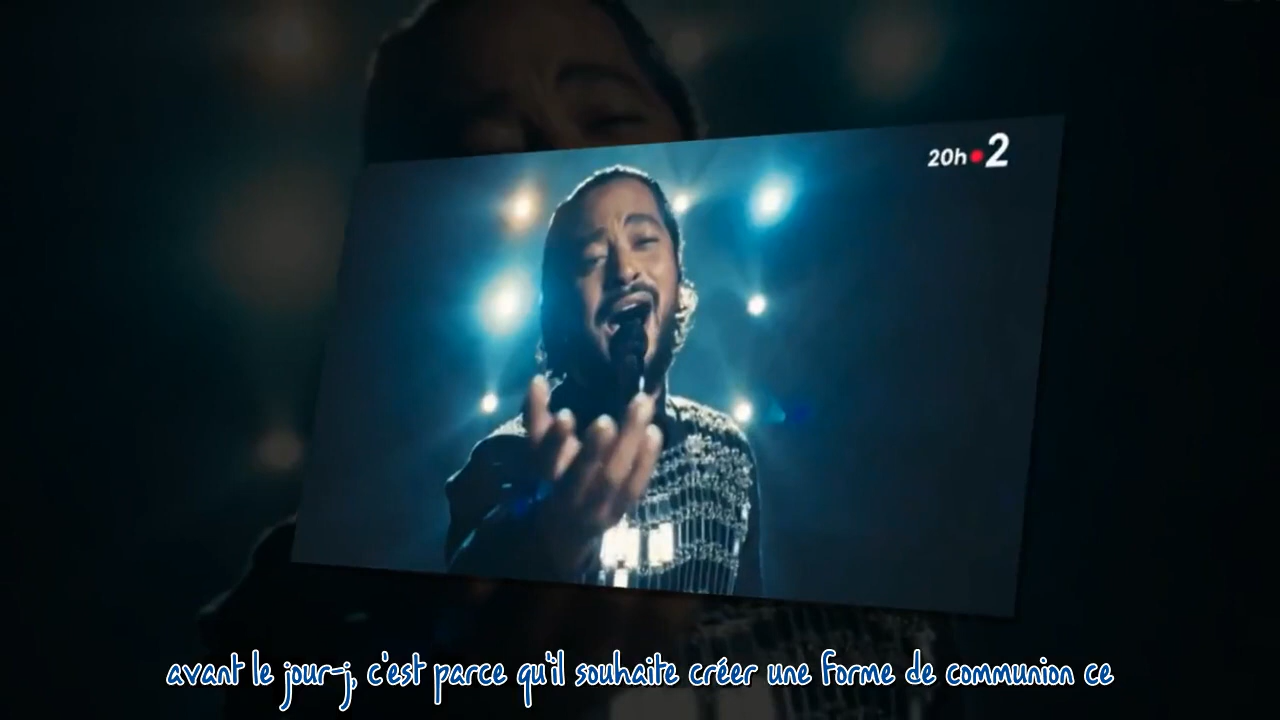 20h 2
avant le jour-j, c'est parce qu'il souhaite créer une forme de communion ce